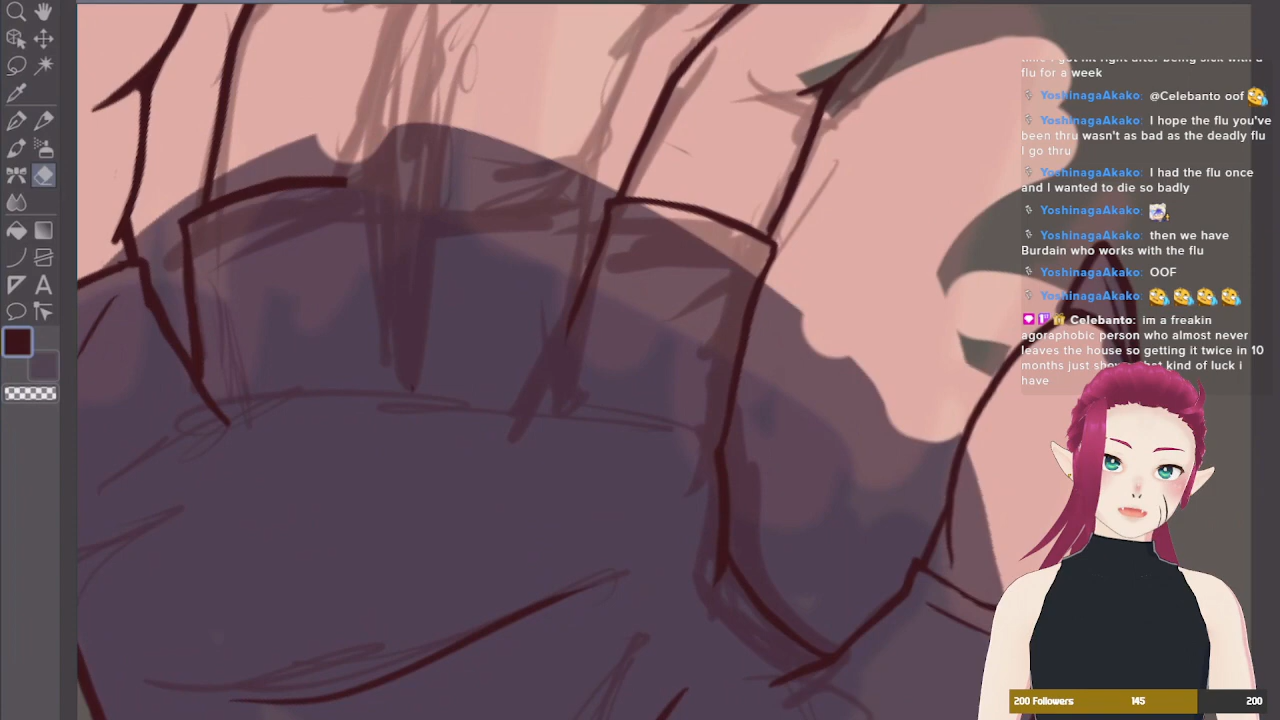 flu for a week
YoshinagaAkako: @Celebanto oof
YoshinagaAkako: I hope the flu you've
been thru wasn't as bad as the deadly flu
I go thru
YoshinagaAkako: I had the flu once
and I wanted to die so badly
YoshinagaAkako:
YoshinagaAkako: then we have
Burdain who works with the flu
YoshinagaAkako: OOF
YoshinagaAkako:
Celebanto: im a freakin
agoraphobic person who almost never
leaves the house so getting it twice in 10
months just kind of luck i
have
200 Followers 145 200